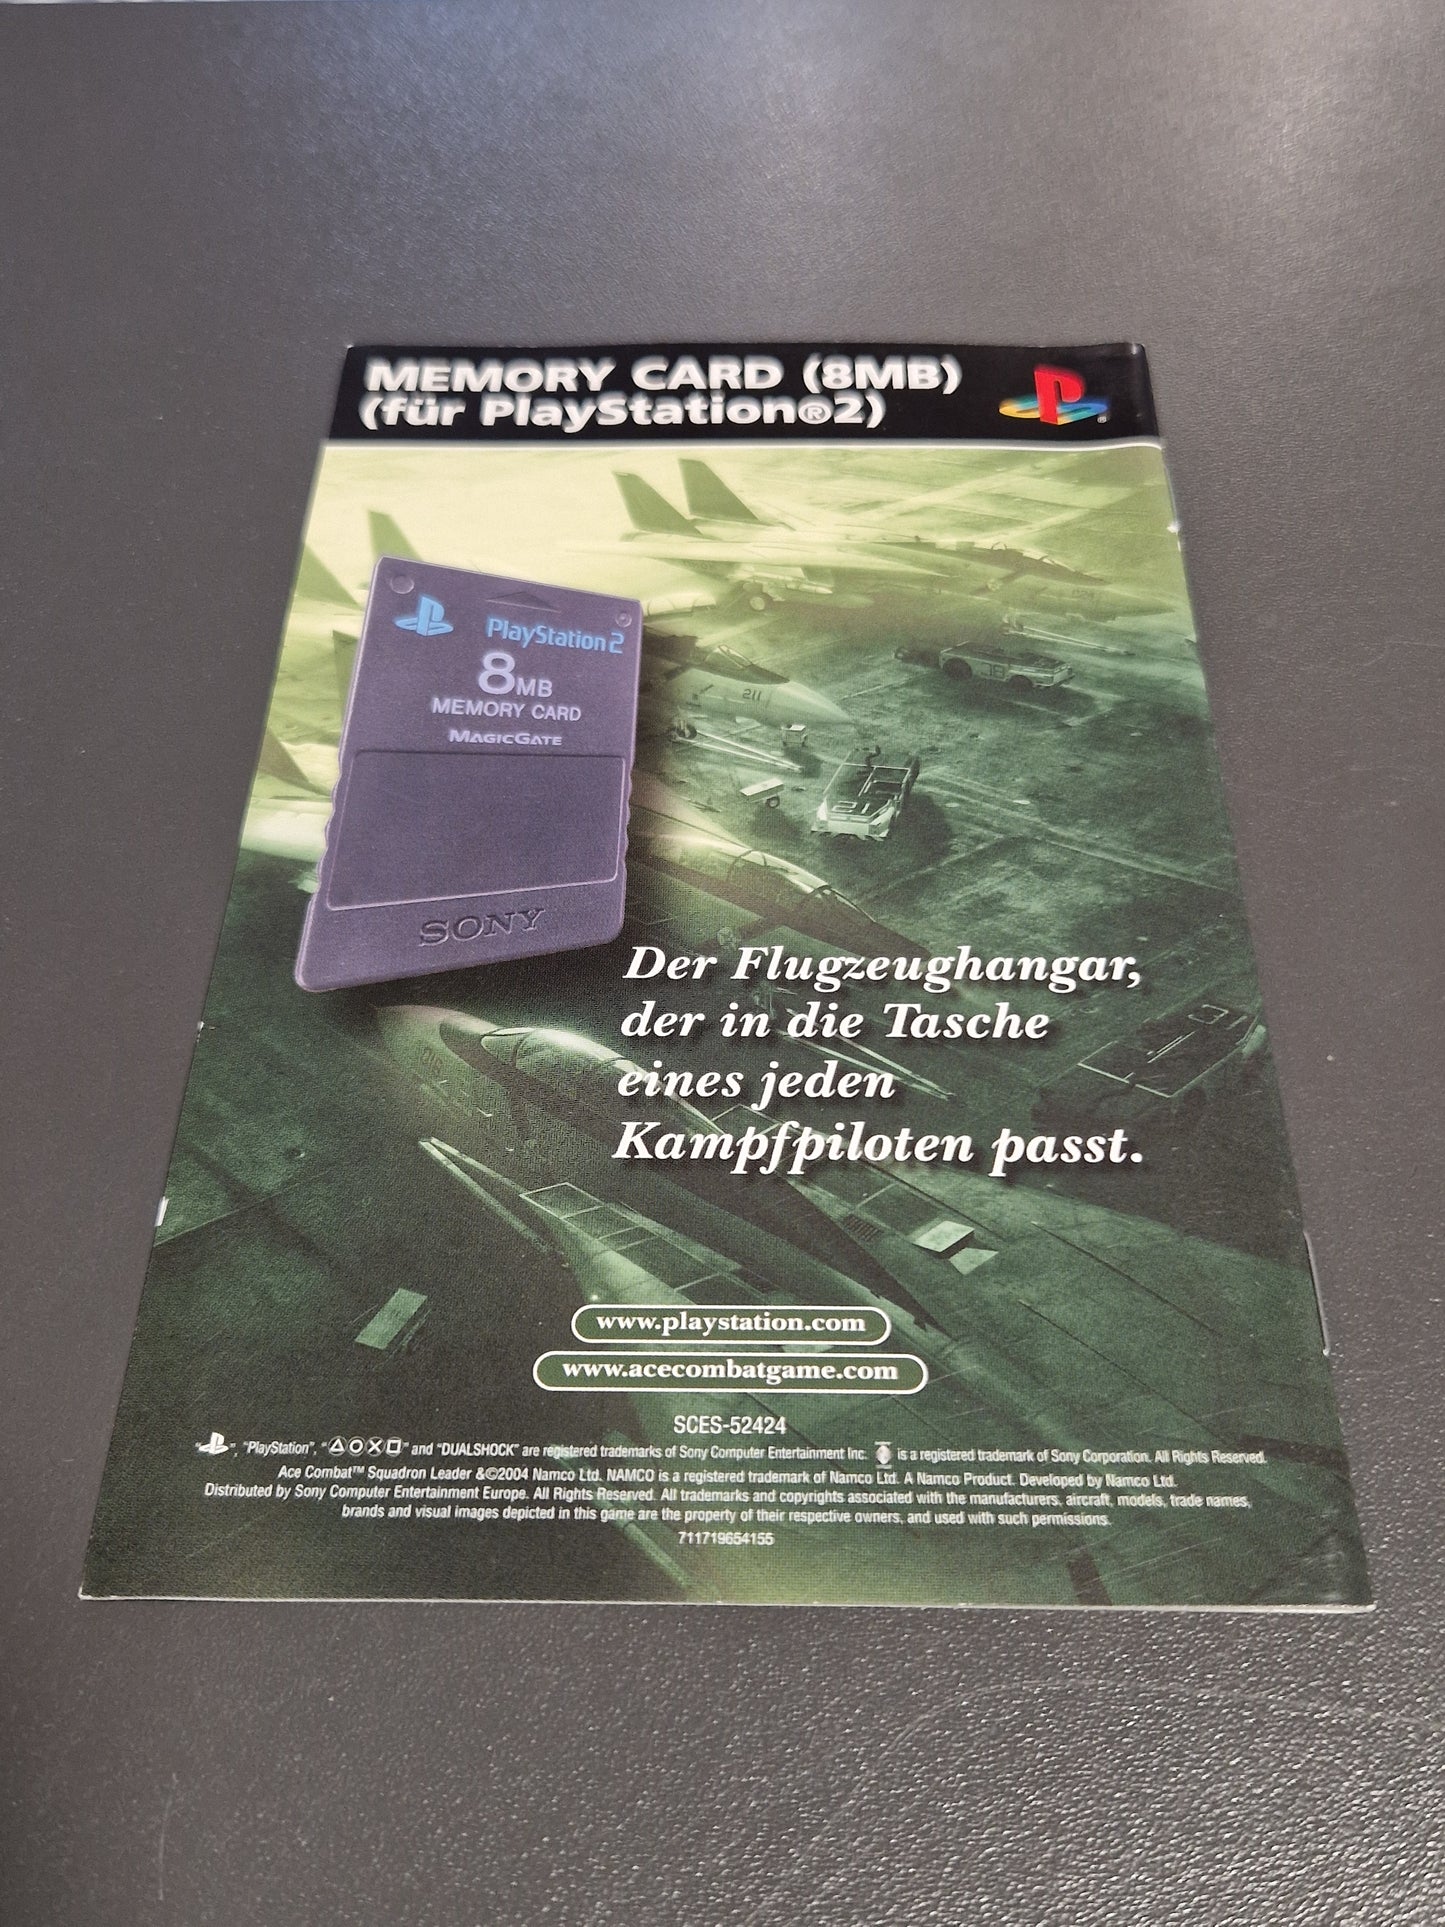 MEMORY CARD (8MB)
(für PlayStation®2)
PlayStation 2
8MB
MEMORY CARD
MAGICGATE
SONY
211
Der Flugzeughangar,
der in die Tasche
eines jeden
Kampfpiloten passt.
www.playstation.com
www.acecombatgame.com
SCES-52424
" ", "PlayStation", "△○✕□" and "DUALSHOCK" are registered trademarks of Sony Computer Entertainment Inc. is a registered trademark of Sony Corporation. All Rights Reserved.
Ace Combat™ Squadron Leader &©2004 Namco Ltd. NAMCO is a registered trademark of Namco Ltd. A Namco Product. Developed by Namco Ltd.
Distributed by Sony Computer Entertainment Europe. All Rights Reserved. All trademarks and copyrights associated with the manufacturers, aircraft, models, trade names,
brands and visual images depicted in this game are the property of their respective owners, and used with such permissions.
711719654155